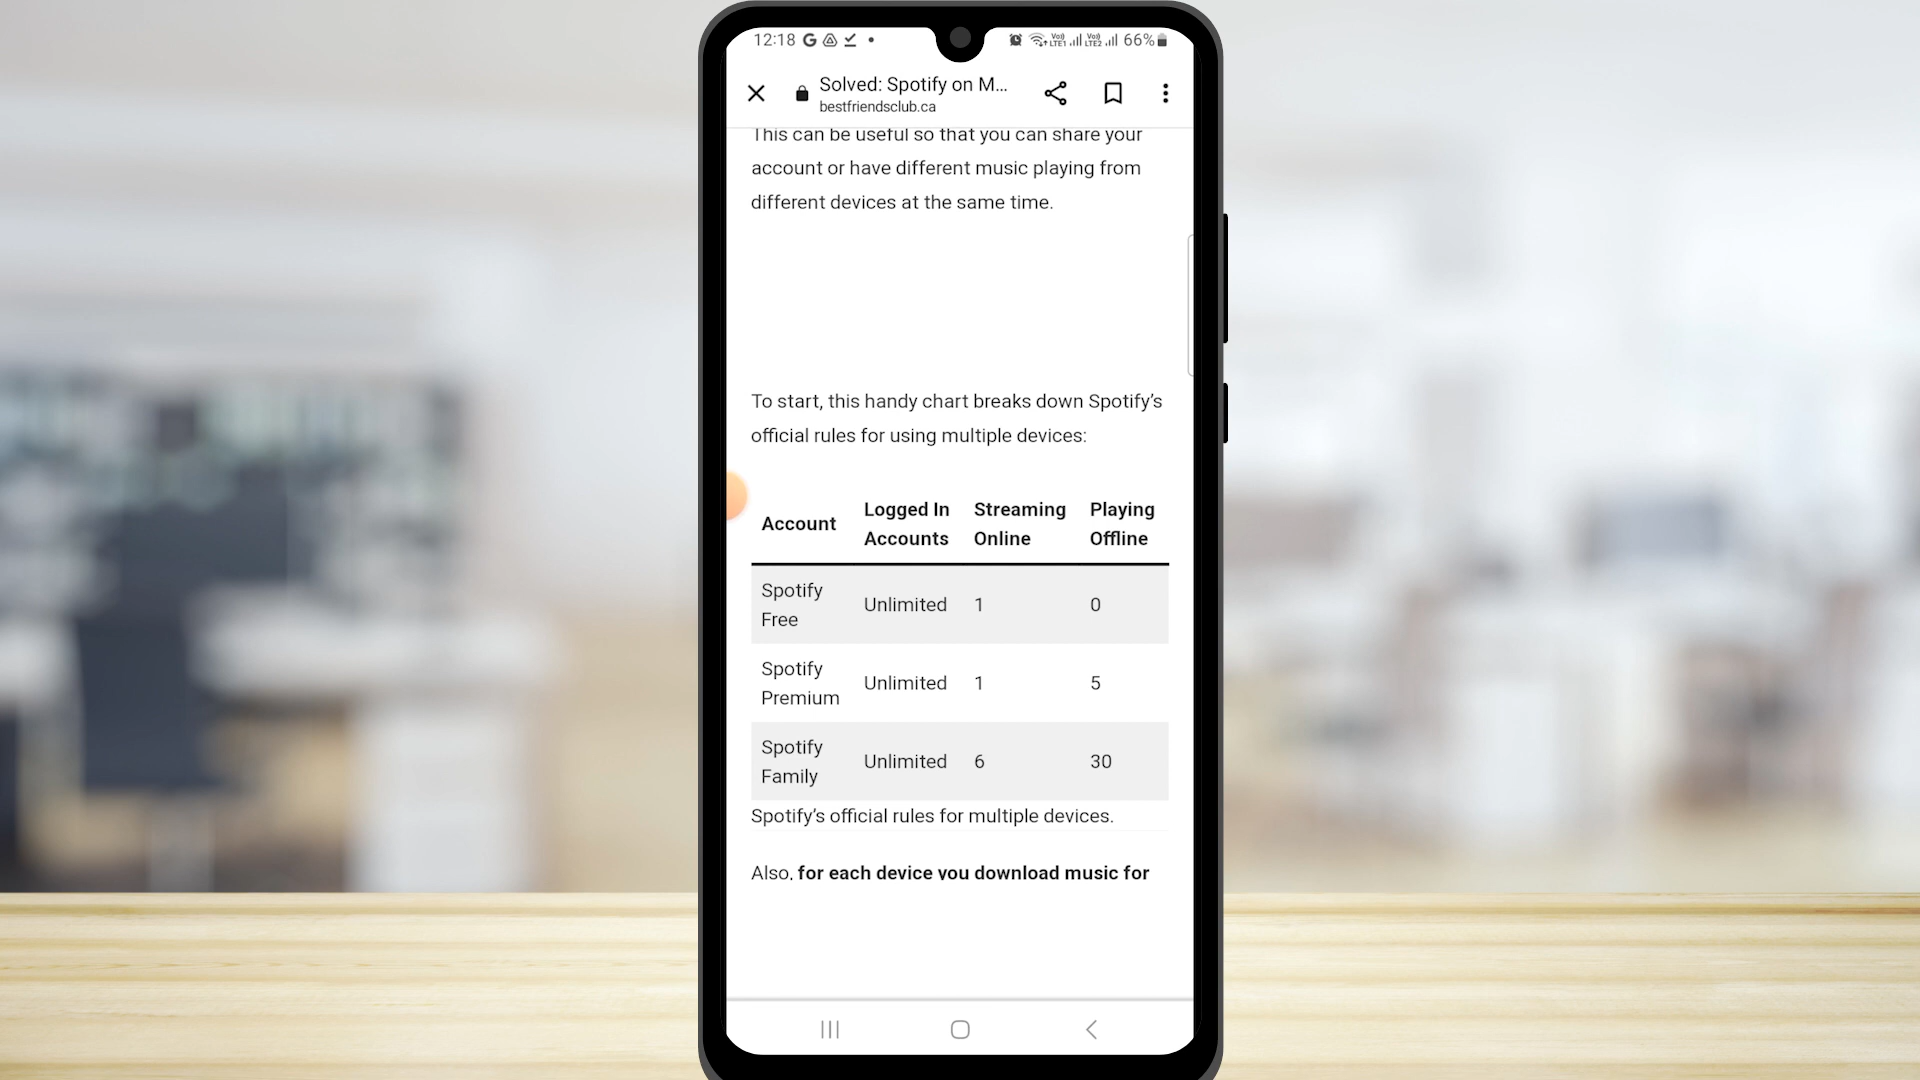 12:18
Vo))
LTE1
Vo))
LTE2
66%
Solved: Spotify on M...
bestfriendsclub.ca
This can be useful so that you can share your
account or have different music playing from
different devices at the same time.
To start, this handy chart breaks down Spotify’s
official rules for using multiple devices:
Account Logged In Accounts Streaming Online Playing Offline
Spotify Free Unlimited 1 0
Spotify Premium Unlimited 1 5
Spotify Family Unlimited 6 30
Spotify’s official rules for multiple devices.
Also, for each device you download music for